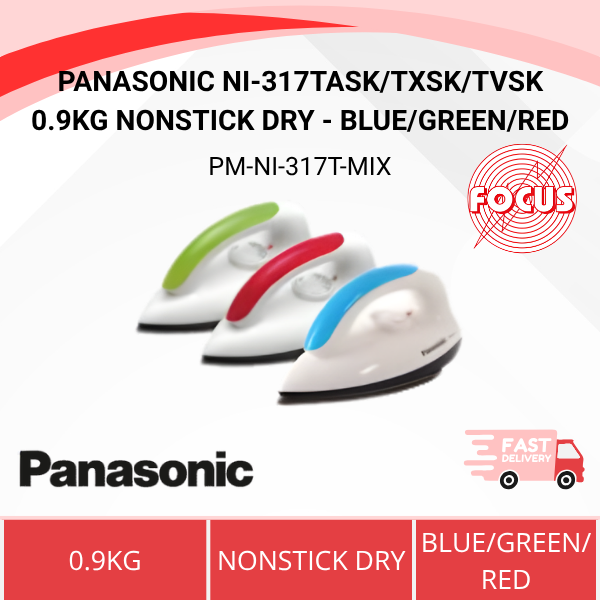 PANASONIC NI-317TASK/TXSK/TVSK
0.9KG NONSTICK DRY - BLUE/GREEN/RED
PM-NI-317T-MIX
FOCUS
Panasonic
Panasonic
FAST
DELIVERY
0.9KG
NONSTICK DRY
BLUE/GREEN/
RED